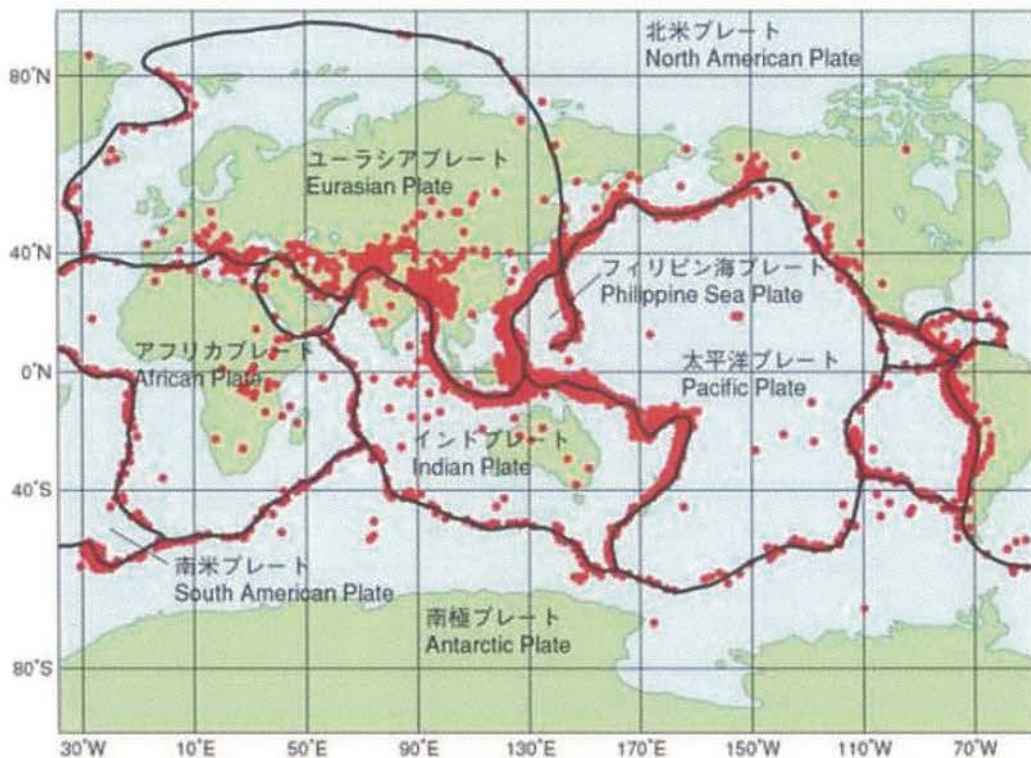 北米プレート
North American Plate
80°N
ユーラシアプレート
Eurasian Plate
40°N
フィリピン海プレート
Philippine Sea Plate
アフリカプレート
African Plate
太平洋プレート
Pacific Plate
0°N
インドプレート
Indian Plate
40°S
南米プレート
South American Plate
南極プレート
Antarctic Plate
80°S
30°W 10°E 50°E 90°E 130°E 170°E 150°W 110°W 70°W